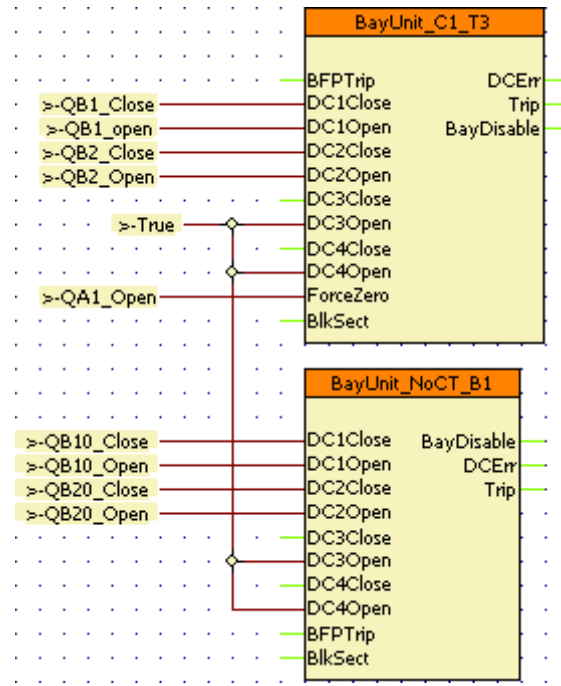 BayUnit_C1_T3
BFPTrip DCErr
>-QB1_Close DC1Close Trip
>-QB1_open DC1Open BayDisable
>-QB2_Close DC2Close
>-QB2_Open DC2Open
DC3Close
>-True DC3Open
DC4Close
DC4Open
>-QA1_Open ForceZero
BlkSect
BayUnit_NoCT_B1
>-QB10_Close DC1Close BayDisable
>-QB10_Open DC1Open DCErr
>-QB20_Close DC2Close Trip
>-QB20_Open DC2Open
DC3Close
DC3Open
DC4Close
DC4Open
BFPTrip
BlkSect